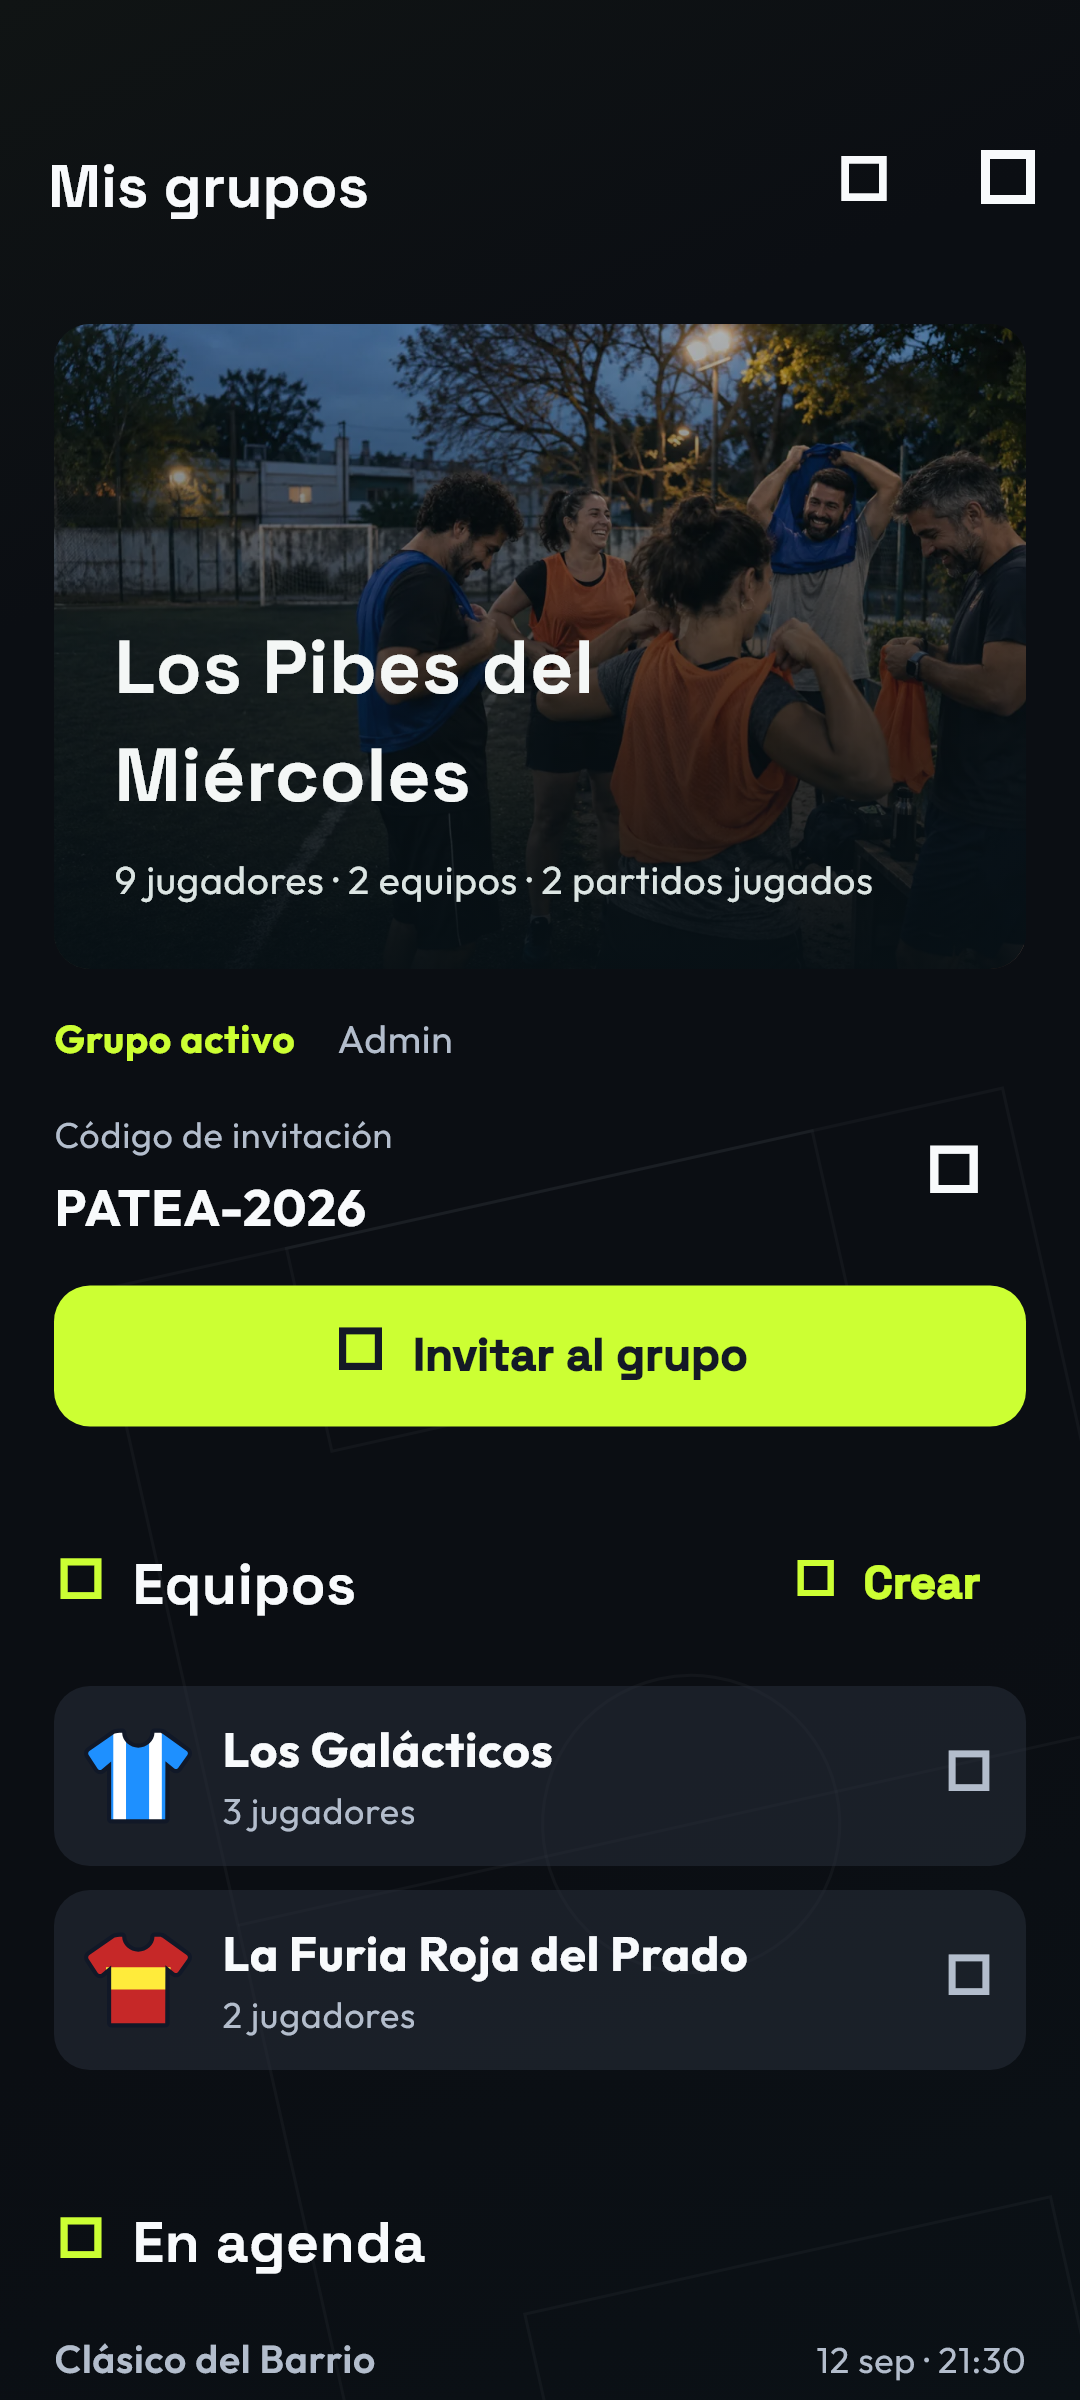 Mis grupos
Los Pibes del
Miércoles
9 jugadores · 2 equipos · 2 partidos jugados
Grupo activo Admin
Código de invitación
PATEA-2026
Invitar al grupo
Equipos Crear
Los Galácticos
3 jugadores
La Furia Roja del Prado
2 jugadores
En agenda
Clásico del Barrio 12 sep · 21:30